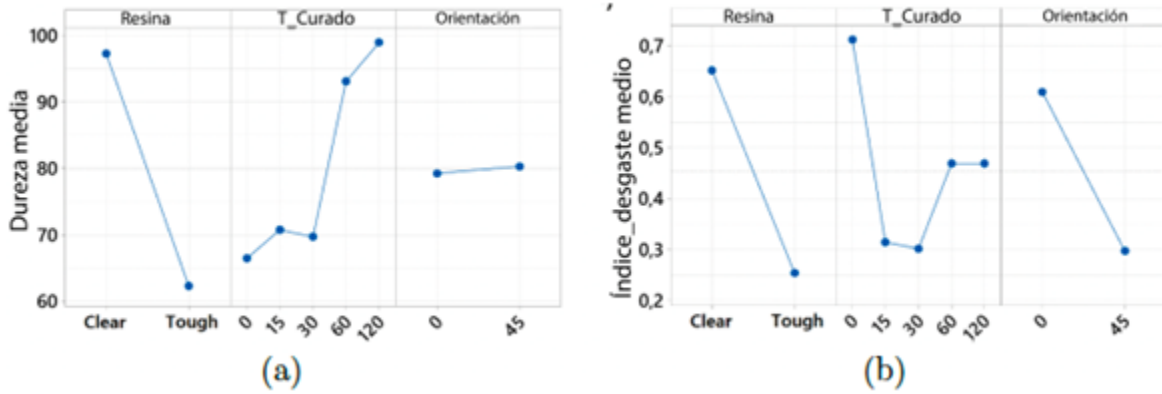 Resina T_Curado Orientación
Dureza media
100
90
80
70
60
Clear Tough 0 15 30 60 120 0 45
(a)
,
Resina T_Curado Orientación
Índice_desgaste medio
0,7
0,6
0,5
0,4
0,3
0,2
Clear Tough 0 15 30 60 120 0 45
(b)